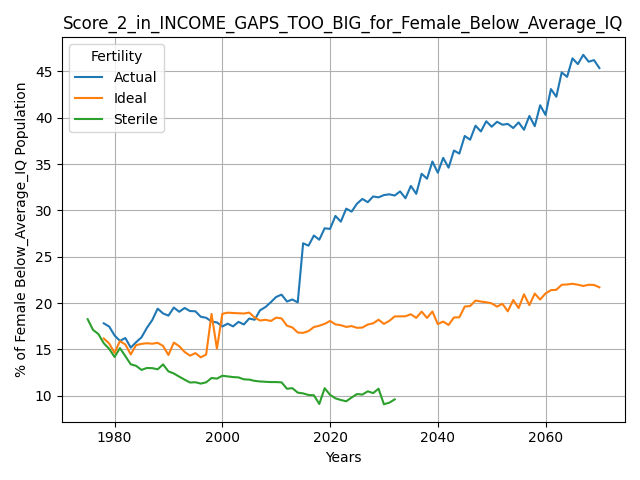 Score_2_in_INCOME_GAPS_TOO_BIG_for_Female_Below_Average_IQ
Fertility
Actual
Ideal
Sterile
% of Female Below_Average_IQ Population
45
40
35
30
25
20
15
10
1980
2000
2020
2040
2060
Years